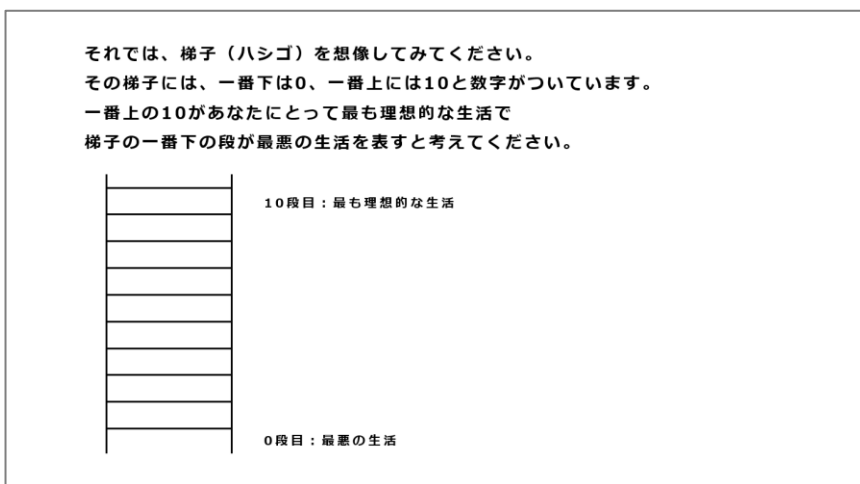 それでは、梯子（ハシゴ）を想像してみてください。
その梯子には、一番下は0、一番上には10と数字がついています。
一番上の10があなたにとって最も理想的な生活で
梯子の一番下の段が最悪の生活を表すと考えてください。
10段目：最も理想的な生活
0段目：最悪の生活